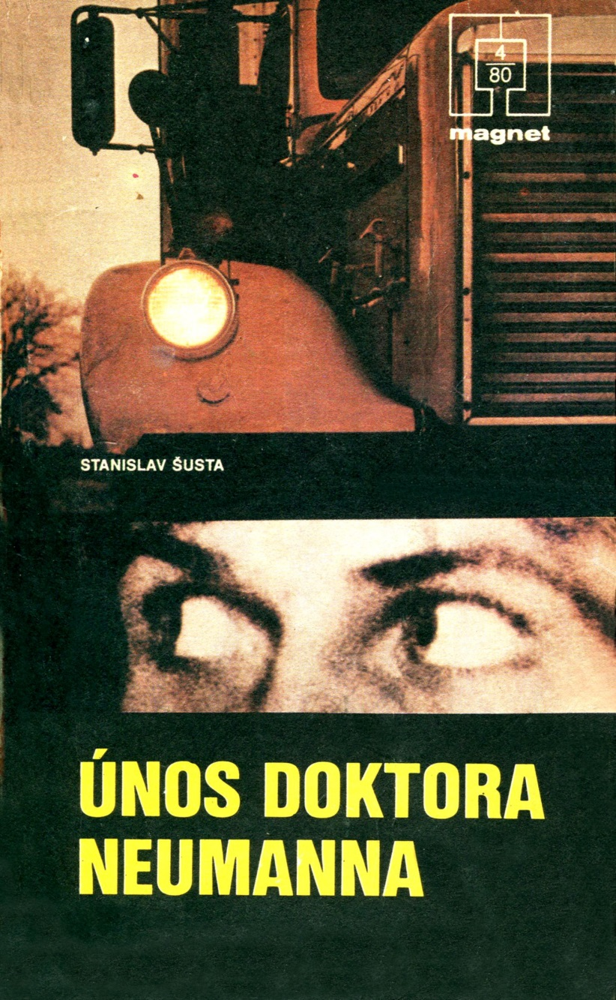 4
80
magnet
STANISLAV ŠUSTA
ÚNOS DOKTORA
NEUMANNA